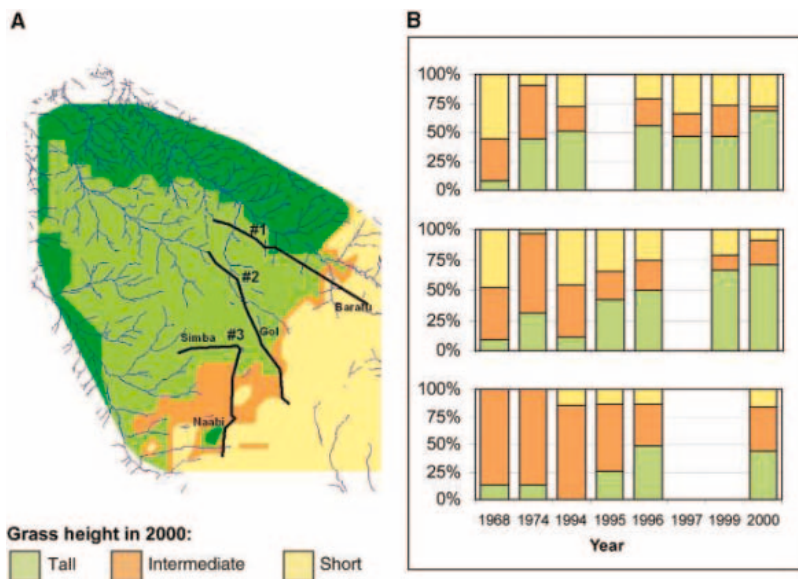 A
#1
#2
Baralu
Simba
#3
Gol
Naabi
Grass height in 2000:
Tall
Intermediate
Short
B
100%
75%
50%
25%
0%
100%
75%
50%
25%
0%
100%
75%
50%
25%
0%
1968 1974 1994 1995 1996 1997 1999 2000
Year